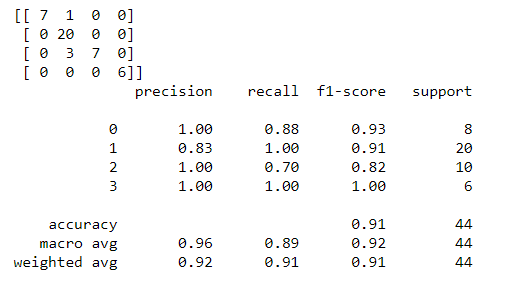 [[ 7 1 0 0]
[ 0 20 0 0]
[ 0 3 7 0]
[ 0 0 0 6]]
precision recall f1-score support
0 1.00 0.88 0.93 8
1 0.83 1.00 0.91 20
2 1.00 0.70 0.82 10
3 1.00 1.00 1.00 6
accuracy 0.91 44
macro avg 0.96 0.89 0.92 44
weighted avg 0.92 0.91 0.91 44